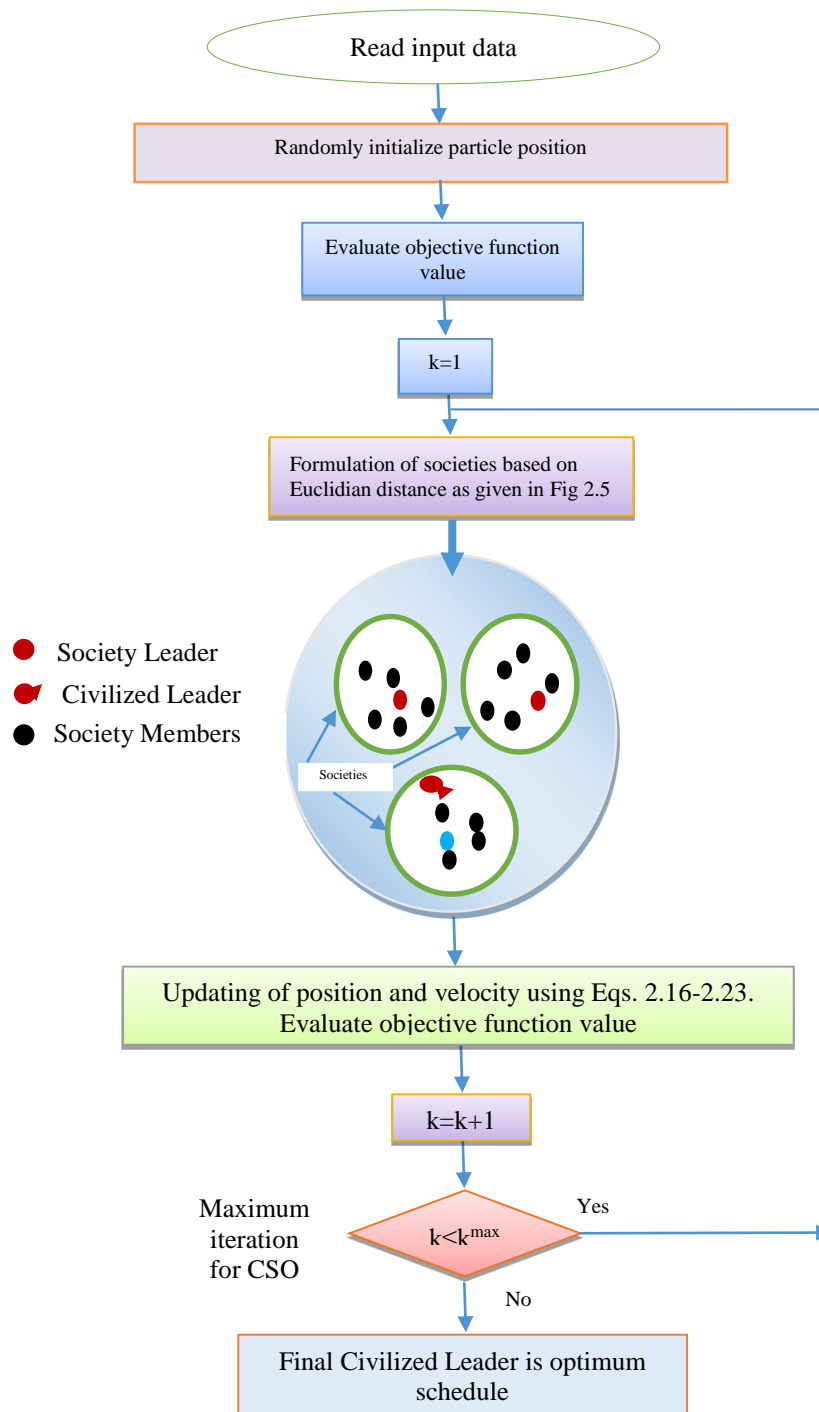 Read input data
Randomly initialize particle position
Evaluate objective function
value
k=1
Formulation of societies based on
Euclidian distance as given in Fig 2.5
Society Leader
Civilized Leader
Society Members
Societies
Updating of position and velocity using Eqs. 2.16-2.23.
Evaluate objective function value
k=k+1
Maximum
iteration
for CSO
k<k^max
Yes
No
Final Civilized Leader is optimum
schedule